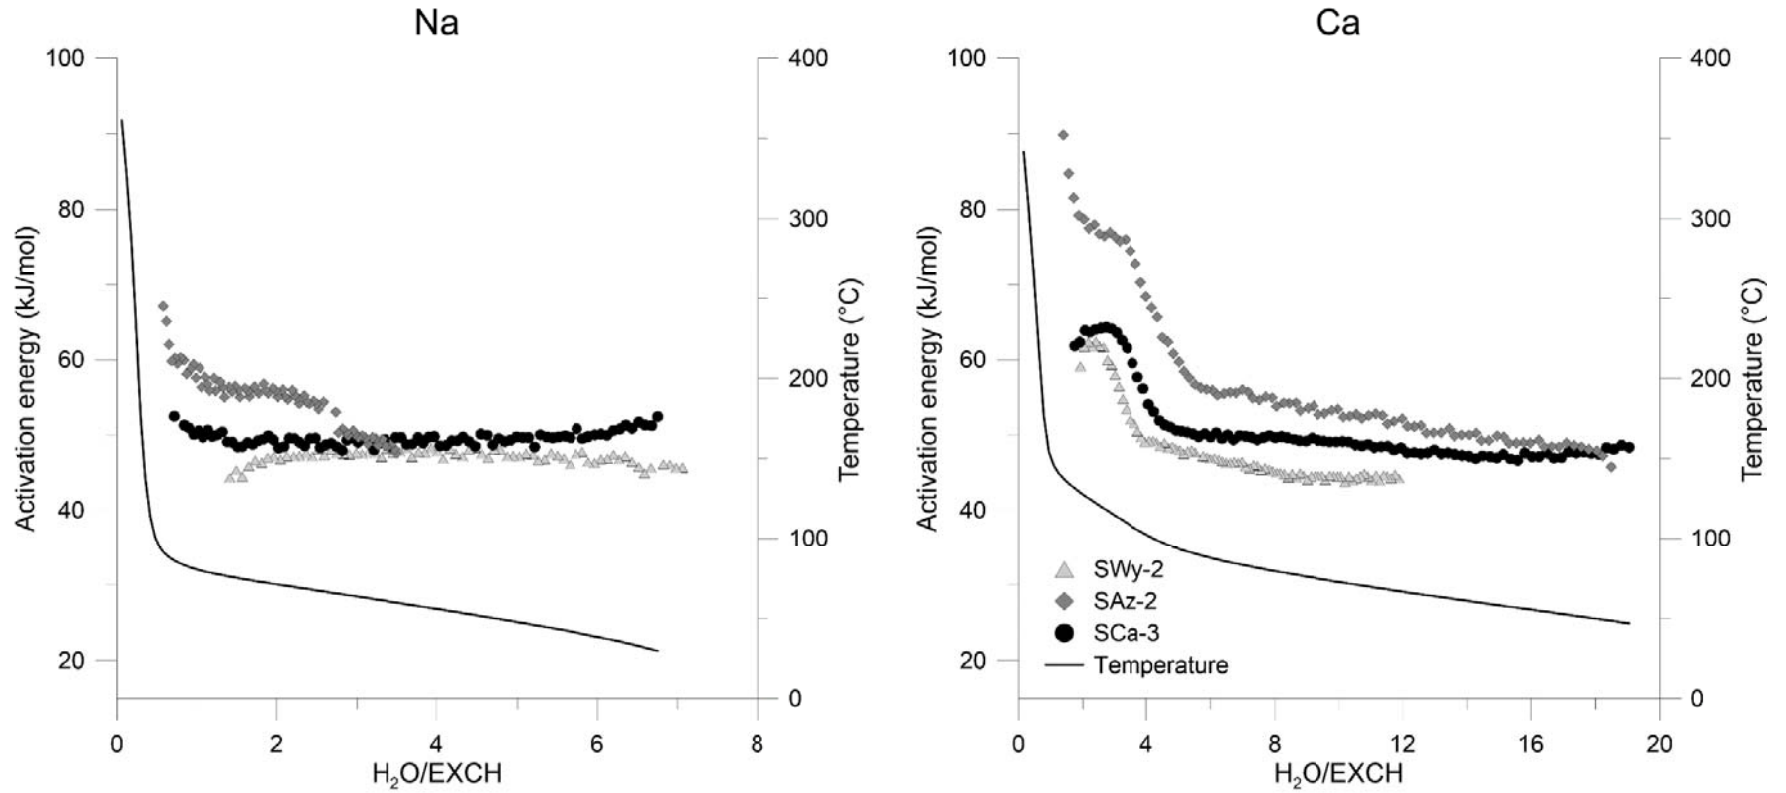 Na
100
80
60
40
20
Activation energy (kJ/mol)
400
300
200
100
0
Temperature (°C)
0 2 4 6 8
H₂O/EXCH
Ca
100
80
60
40
20
Activation energy (kJ/mol)
400
300
200
100
0
Temperature (°C)
SWy-2
SAz-2
SCa-3
Temperature
0 4 8 12 16 20
H₂O/EXCH